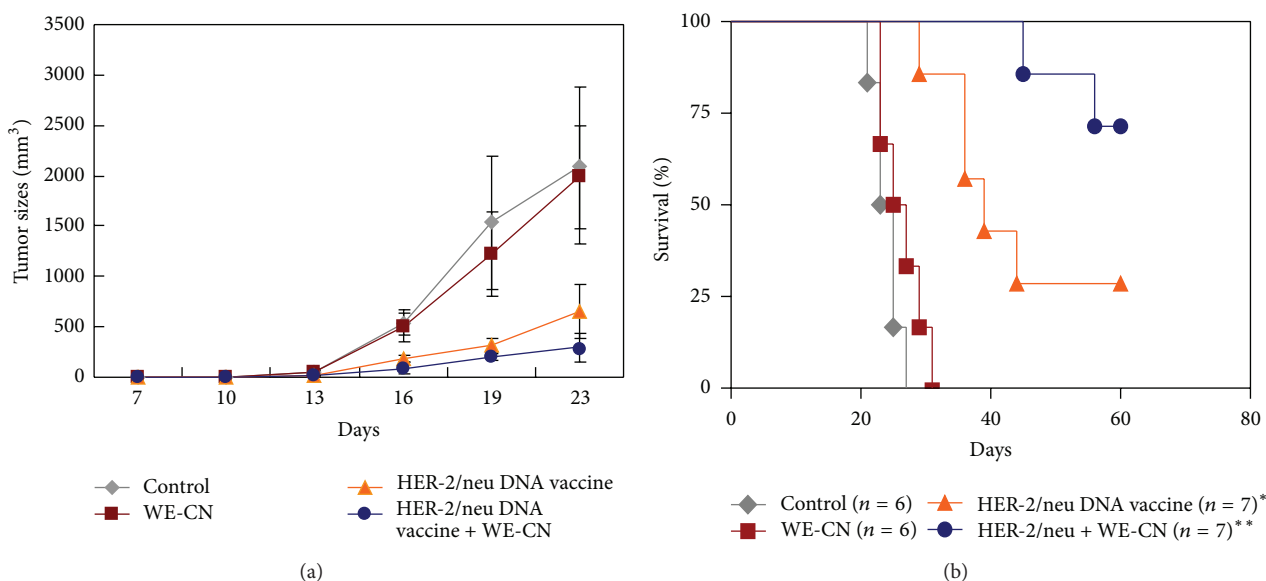 3500
3000
2500
2000
1500
1000
500
0
Tumor sizes (mm³)
7 10 13 16 19 23
Days
Control
WE-CN
HER-2/neu DNA vaccine
HER-2/neu DNA
vaccine + WE-CN
(a)
100
75
50
25
0
Survival (%)
0 20 40 60 80
Days
Control (n = 6)
WE-CN (n = 6)
HER-2/neu DNA vaccine (n = 7)*
HER-2/neu + WE-CN (n = 7)**
(b)